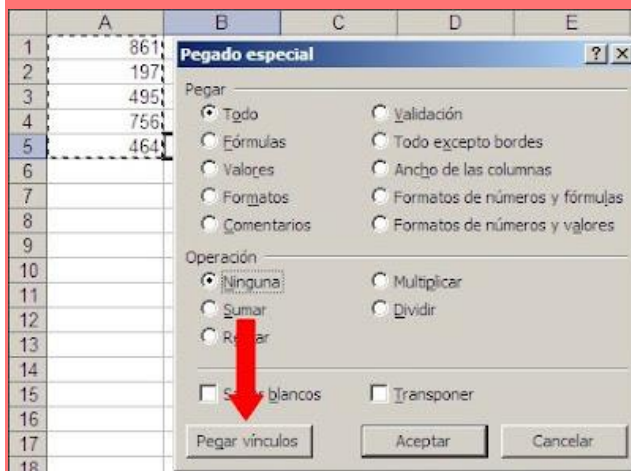 A B C D E
1 861 Pegado especial ? x
2 197
3 495 Pegar
Todo Validación
4 756 Fórmulas Todo excepto bordes
5 464 Valores Ancho de las columnas
6
7 Formatos Formatos de números y fórmulas
8 Comentarios Formatos de números y valores
9
10 Operación
Ninguna Multiplicar
11
12 Sumar Dividir
13
14
15 blancos Transponer
16
17 Pegar vínculos Aceptar Cancelar
18